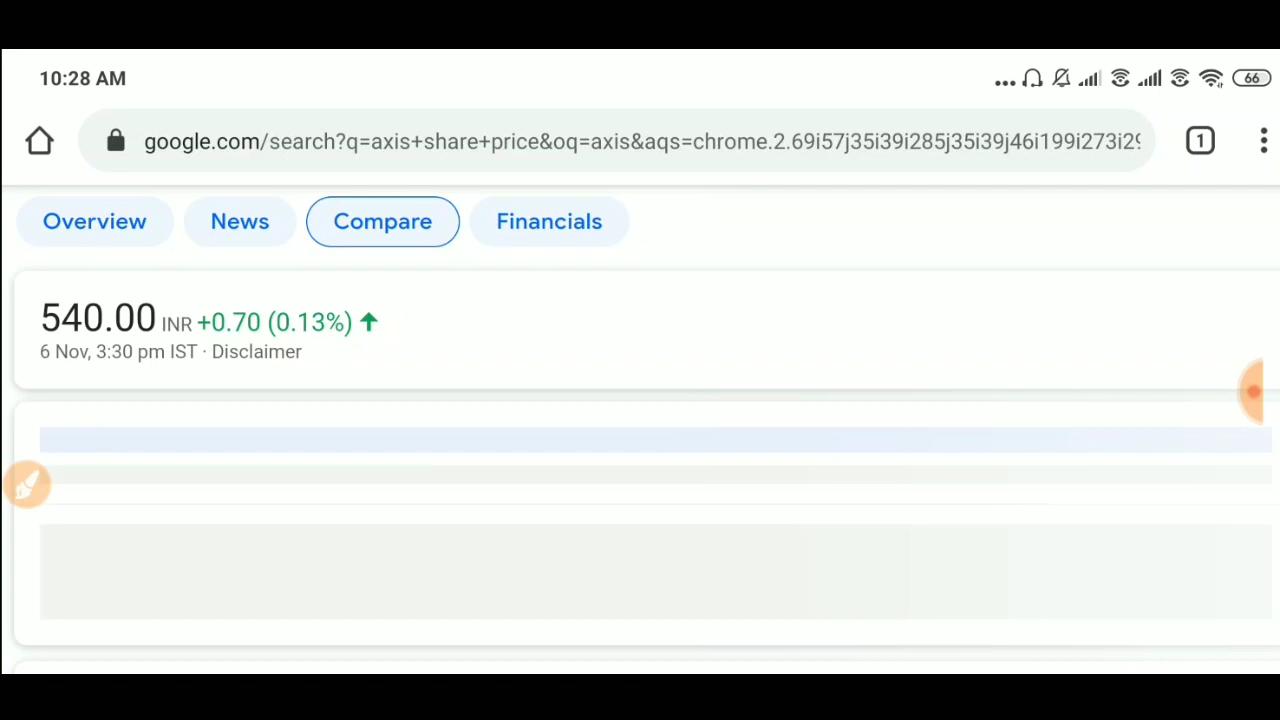 10:28 AM
66
google.com/search?q=axis+share+price&oq=axis&aqs=chrome.2.69i57j35i39i285j35i39j46i199i273i29
1
Overview News Compare Financials
540.00 INR +0.70 (0.13%)
6 Nov, 3:30 pm IST · Disclaimer